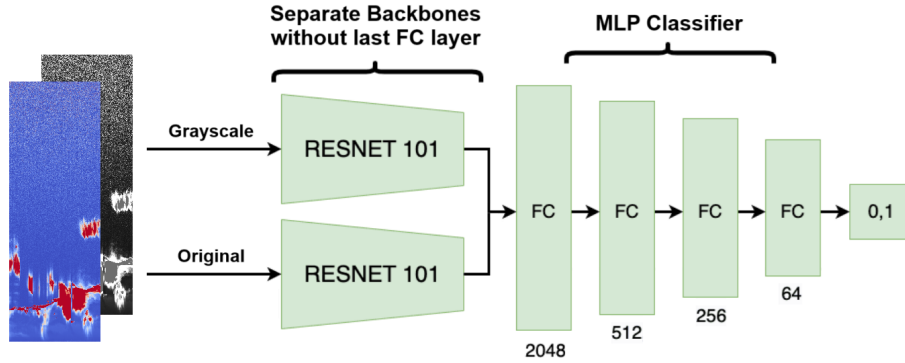 Separate Backbones
without last FC layer
MLP Classifier
Grayscale
RESNET 101
Original
RESNET 101
FC
FC
FC
FC
0,1
2048
512
256
64